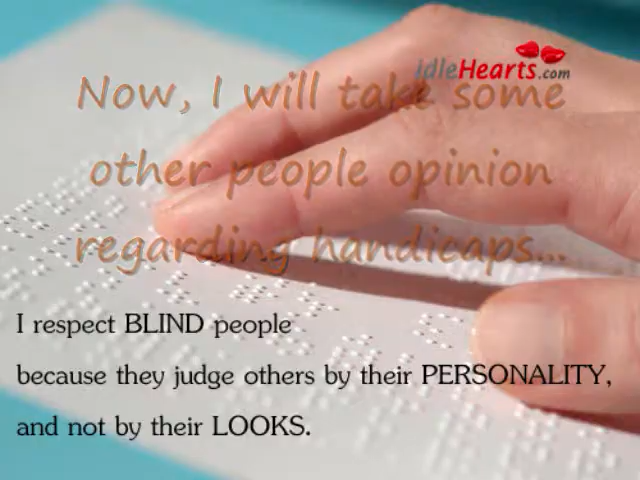 IdleHearts.com
Now, I will take some
other people opinion
regarding handicaps...
I respect BLIND people
because they judge others by their PERSONALITY,
and not by their LOOKS.